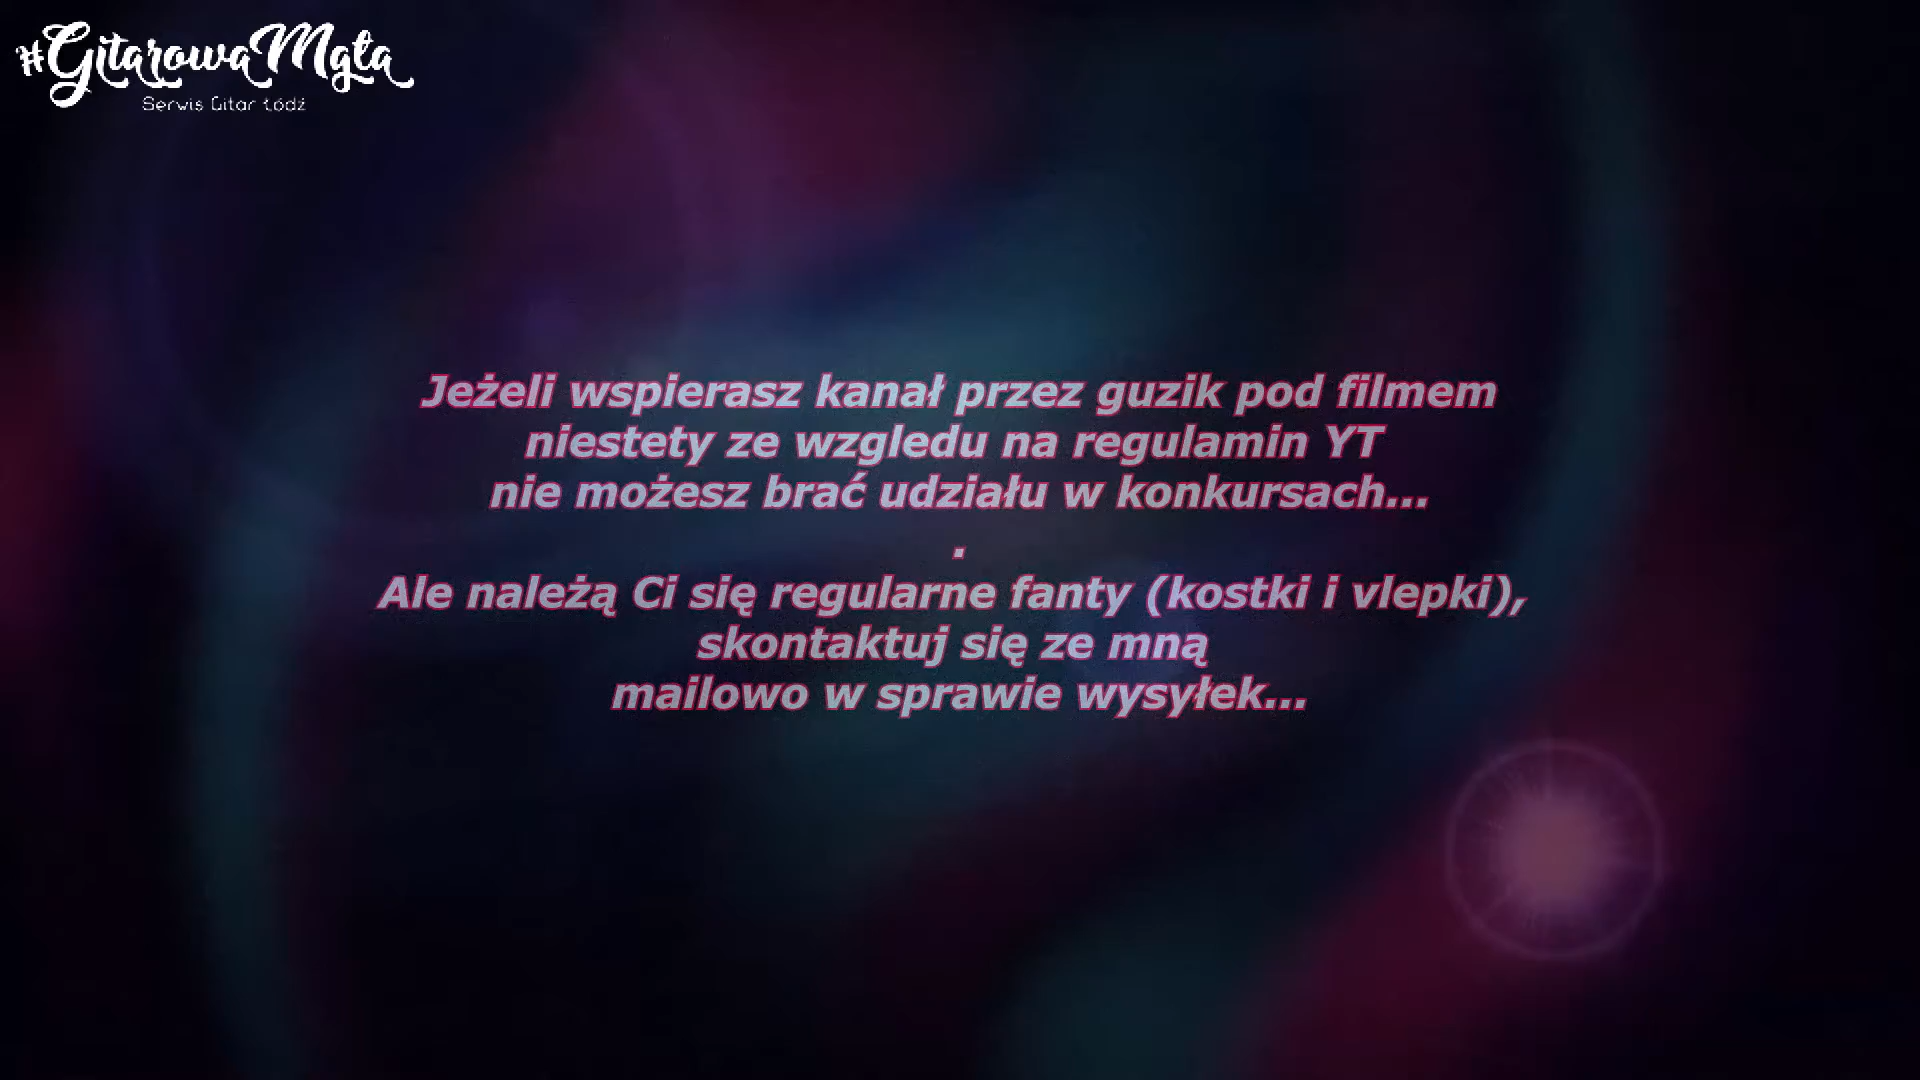 #GitarowaMgła
Serwis Gitar Łódź
Jeżeli wspierasz kanał przez guzik pod filmem
niestety ze wzgledu na regulamin YT
nie możesz brać udziału w konkursach...
.
Ale należą Ci się regularne fanty (kostki i vlepki),
skontaktuj się ze mną
mailowo w sprawie wysyłek...